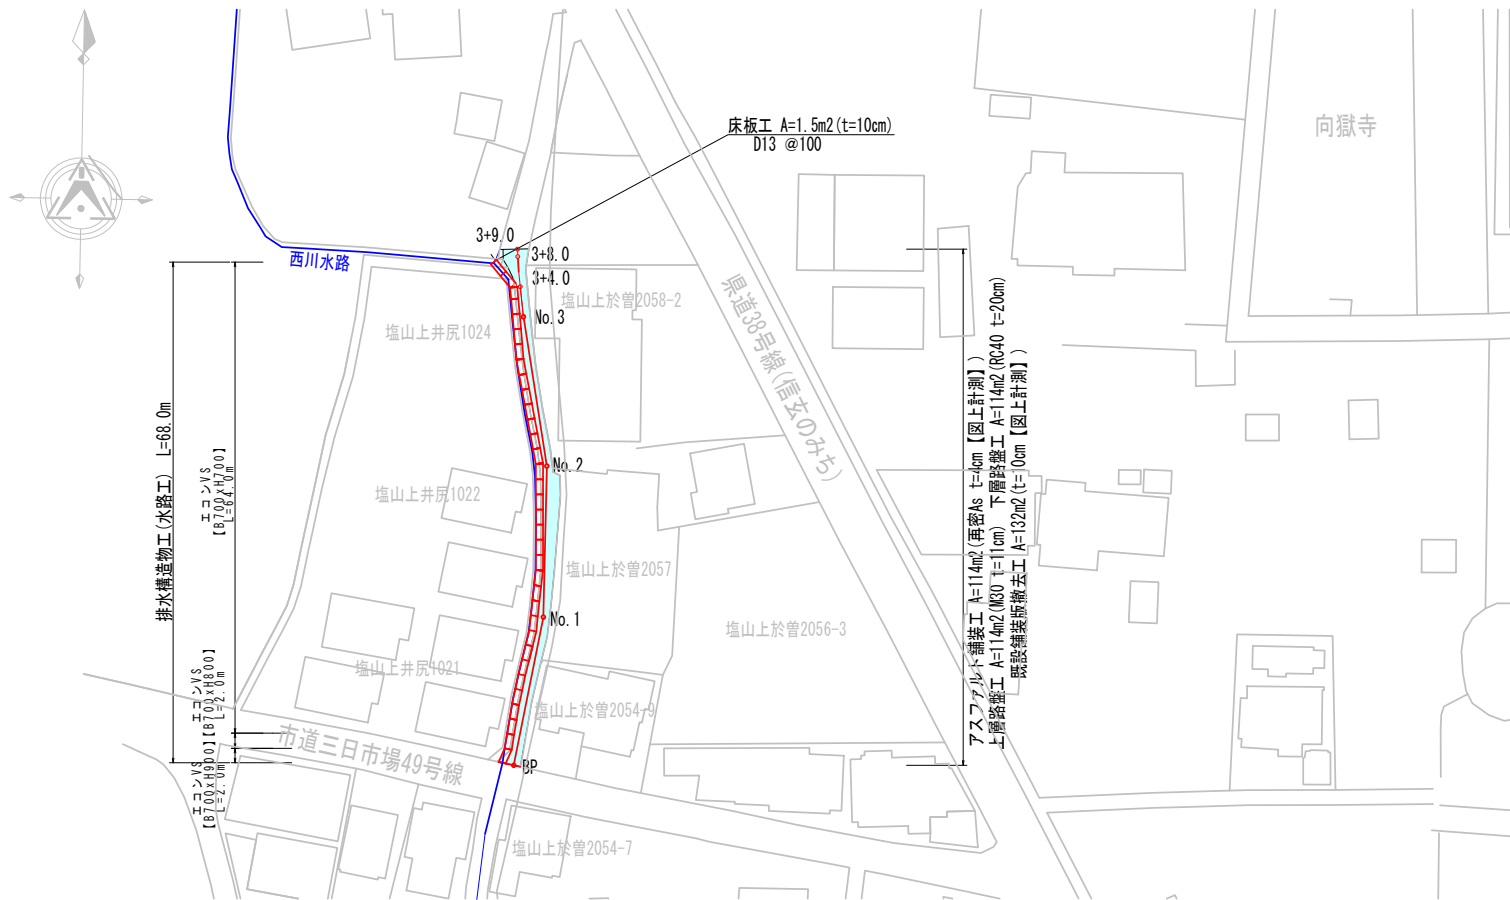 床板工 A=1.5m2(t=10cm)
D13 @100
向獄寺
3+9.0
3+8.0
3+4.0
西川水路
塩山上於曽2058-2
No.3
塩山上井尻1024
県道38号線(信玄のみち)
排水構造物工(水路工) L=68.0m
エコンVS
【B700xH700】
L=64.0m
No.2
塩山上井尻1022
塩山上於曽2057
No.1
塩山上於曽2056-3
塩山上井尻1021
エコンVS
【B700xH800】
L=2.0m
塩山上於曽2054-9
市道三日市場49号線
BP
エコンVS
【B700xH900】
L=2.0m
塩山上於曽2054-7
アスファルト舗装工 A=114m2(再密As t=4cm【図上計測】)
上層路盤工 A=114m2(M30 t=11cm) 下層路盤工 A=114m2(RC40 t=20cm)
既設舗装版撤去工 A=132m2(t=10cm【図上計測】)